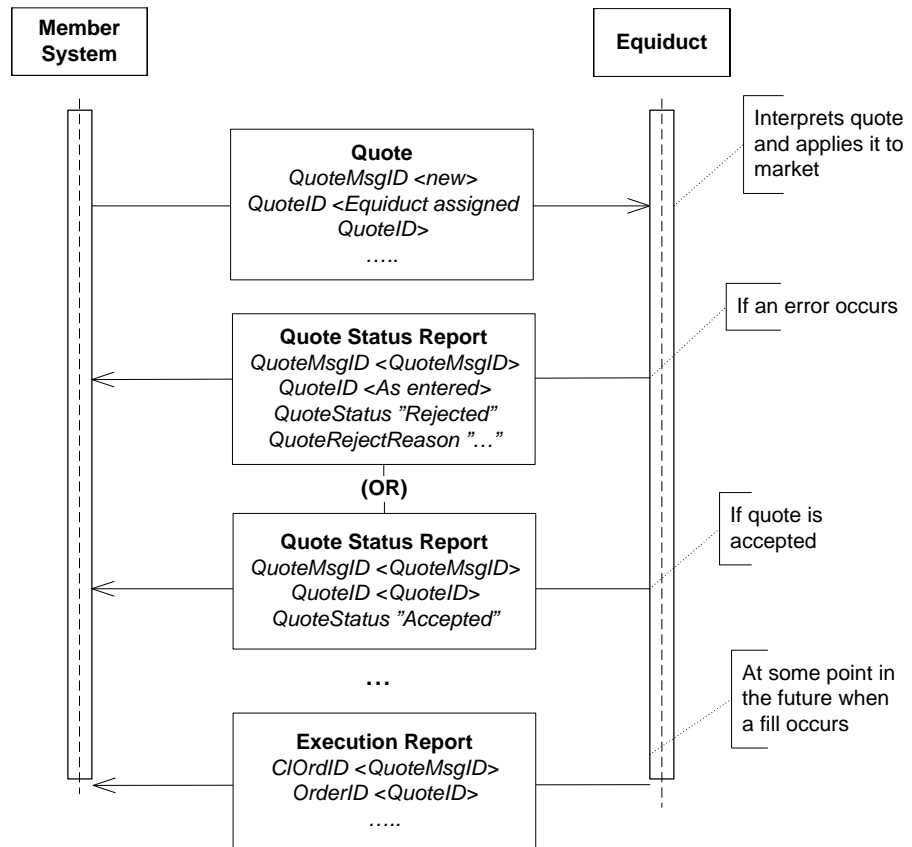 Member
System
Equiduct
Interprets quote
and applies it to
market
Quote
QuoteMsgID <new>
QuoteID <Equiduct assigned
QuoteID>
…..
If an error occurs
Quote Status Report
QuoteMsgID <QuoteMsgID>
QuoteID <As entered>
QuoteStatus ”Rejected”
QuoteRejectReason ”…”
(OR)
If quote is
accepted
Quote Status Report
QuoteMsgID <QuoteMsgID>
QuoteID <QuoteID>
QuoteStatus ”Accepted”
...
At some point in
the future when
a fill occurs
Execution Report
ClOrdID <QuoteMsgID>
OrderID <QuoteID>
…..